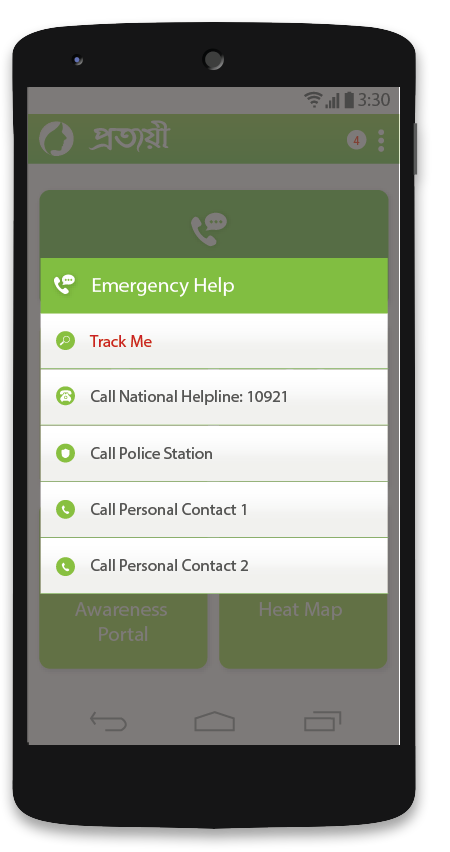 3:30
প্রত্যয়ী
4
Emergency Help
Track Me
Call National Helpline: 10921
Call Police Station
Call Personal Contact 1
Call Personal Contact 2
Awareness
Portal
Heat Map